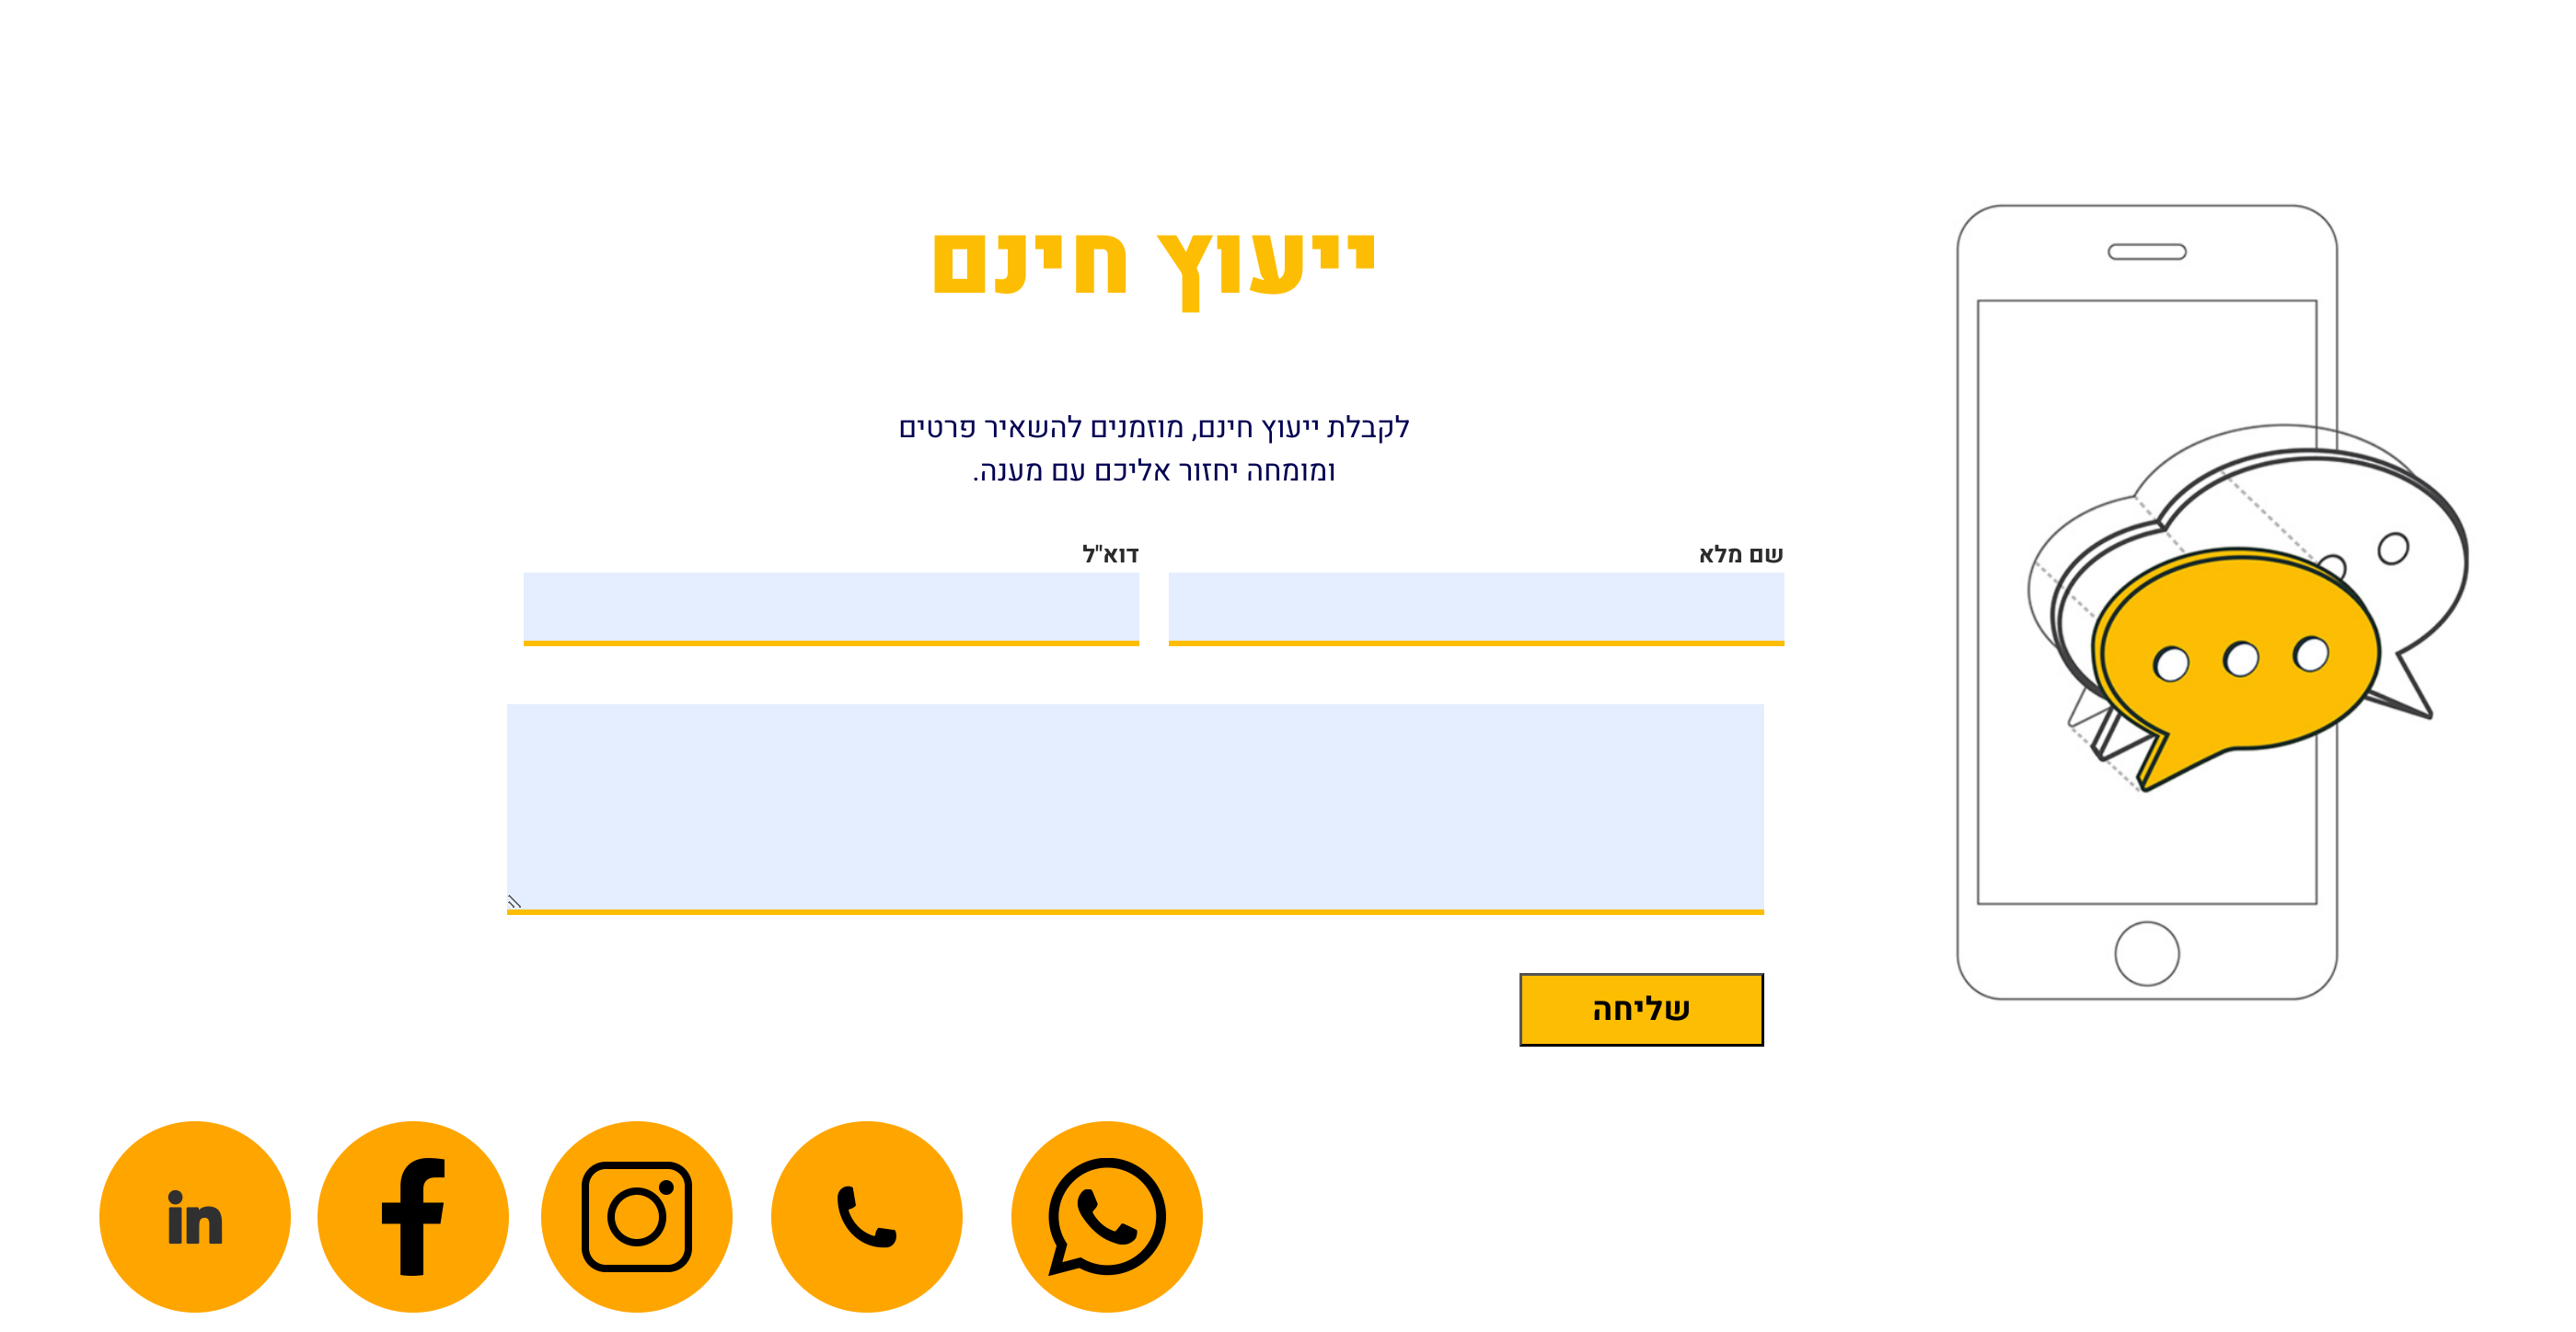 ייעוץ חינם
לקבלת ייעוץ חינם, מוזמנים להשאיר פרטים
ומומחה יחזור אליכם עם מענה.
שם מלא
דוא"ל
שליחה
in
f